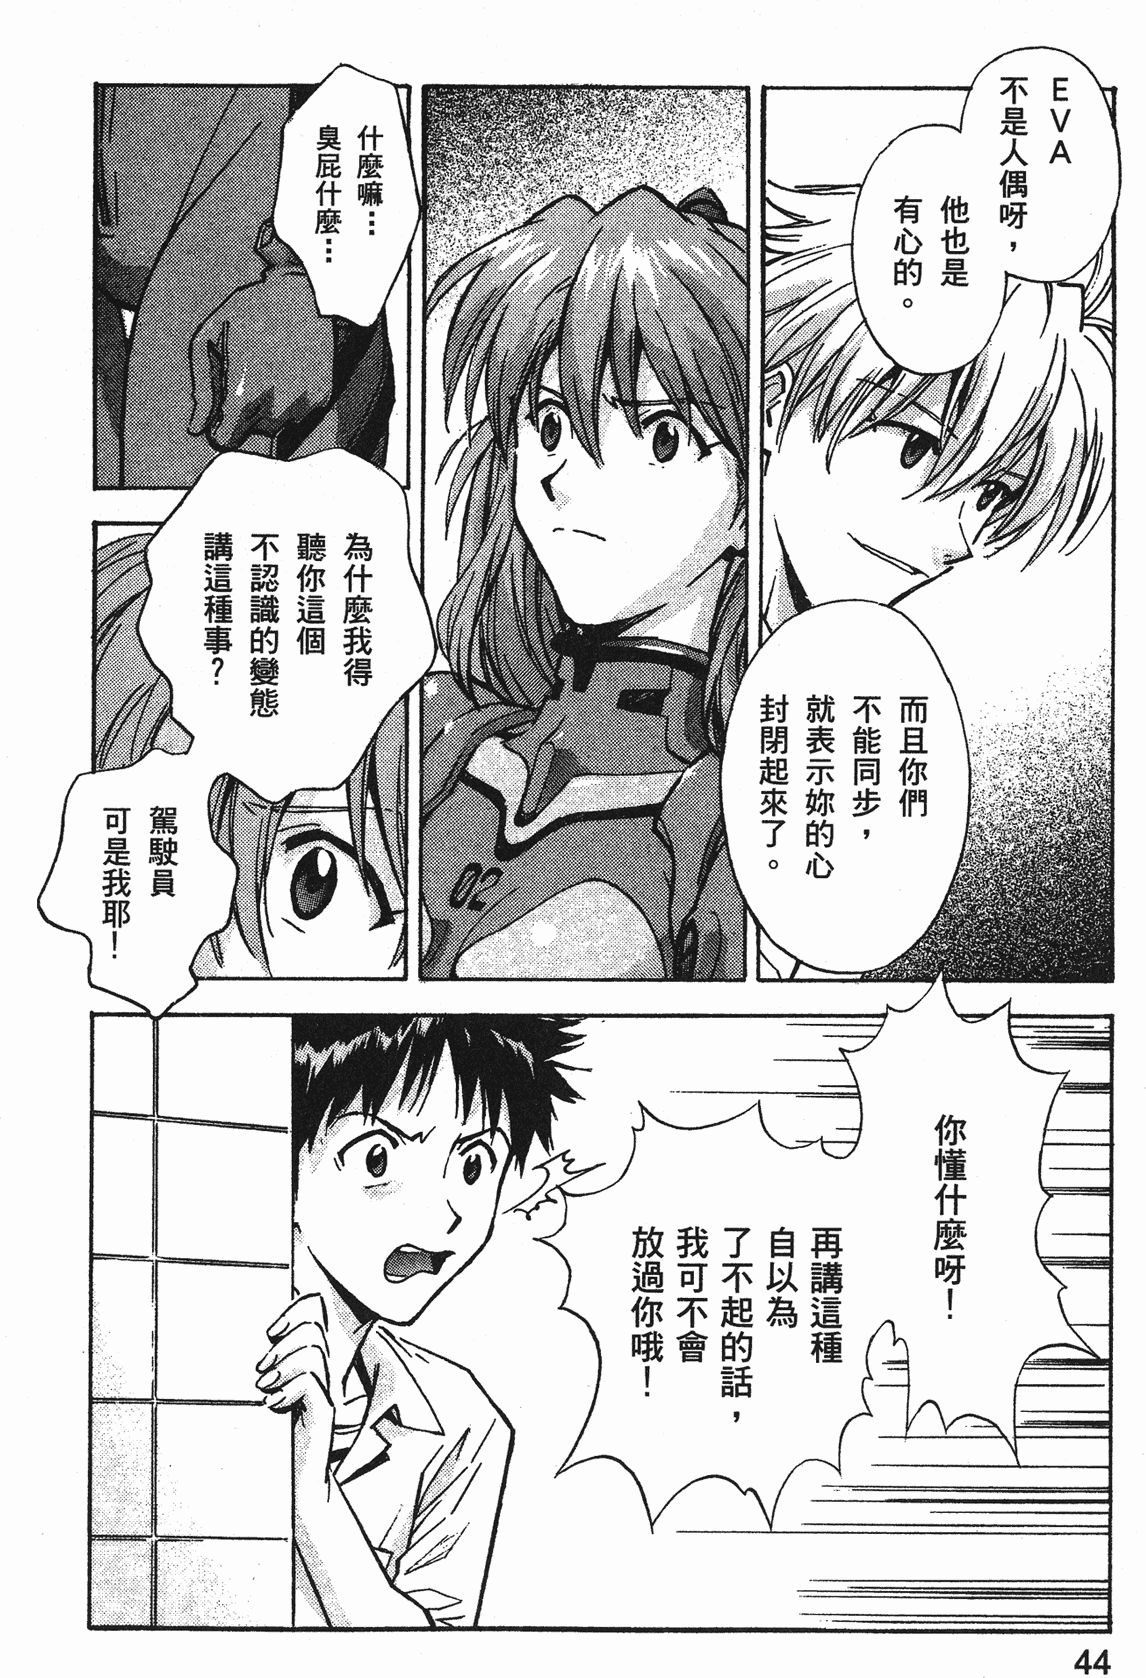 EVA
不是人偶呀，
他也是
有心的。
而且你們
不能同步，
就表示妳的心
封閉起來了。
02
什麼嘛…
臭屁什麼…
為什麼我得
聽你這個
不認識的變態
講這種事？
駕駛員
可是我耶！
你懂什麼呀！
再講這種
自以為
了不起的話，
我可不會
放過你哦！
44